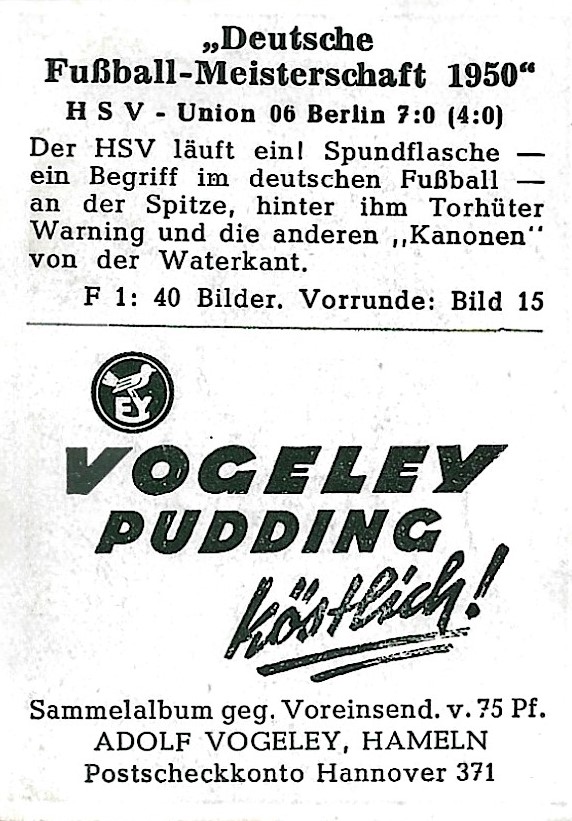 „Deutsche
Fußball-Meisterschaft 1950“
HSV - Union 06 Berlin 7:0 (4:0)
Der HSV läuft ein! Spundflasche —
ein Begriff im deutschen Fußball —
an der Spitze, hinter ihm Torhüter
Warning und die anderen ,,Kanonen“
von der Waterkant.
F 1: 40 Bilder. Vorrunde: Bild 15
EY
VOGELEY
PUDDING
köstlich!
Sammelalbum geg. Voreinsend. v. 75 Pf.
ADOLF VOGELEY, HAMELN
Postscheckkonto Hannover 371